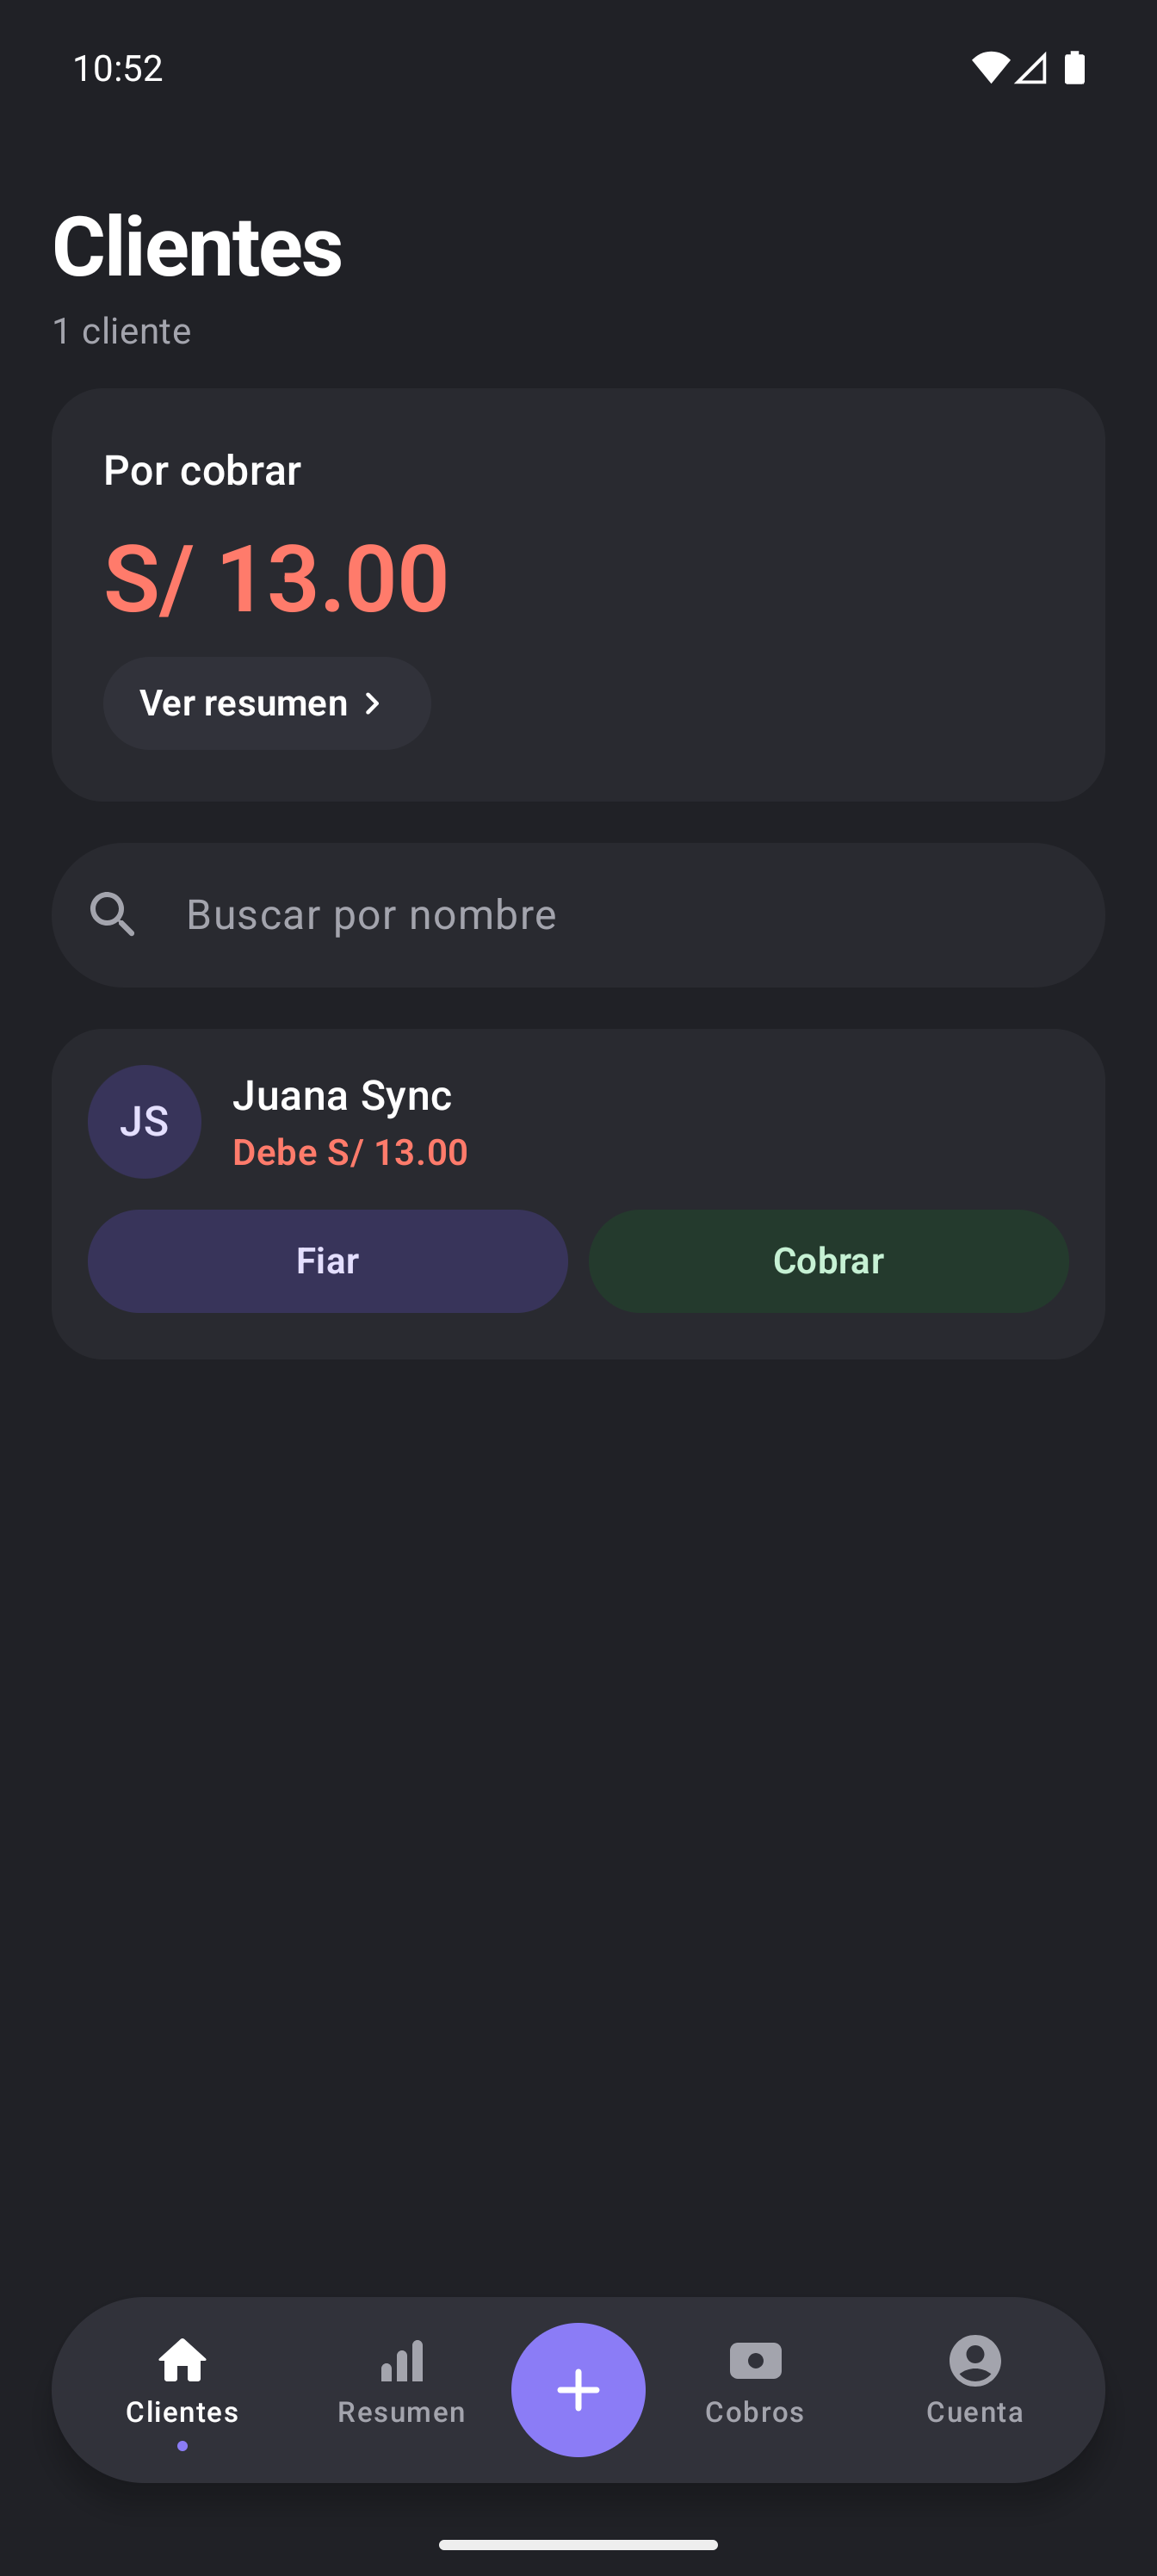 10:52
Clientes
1 cliente
Por cobrar
S/ 13.00
Ver resumen
Buscar por nombre
JS
Juana Sync
Debe S/ 13.00
Fiar
Cobrar
Clientes
Resumen
Cobros
Cuenta